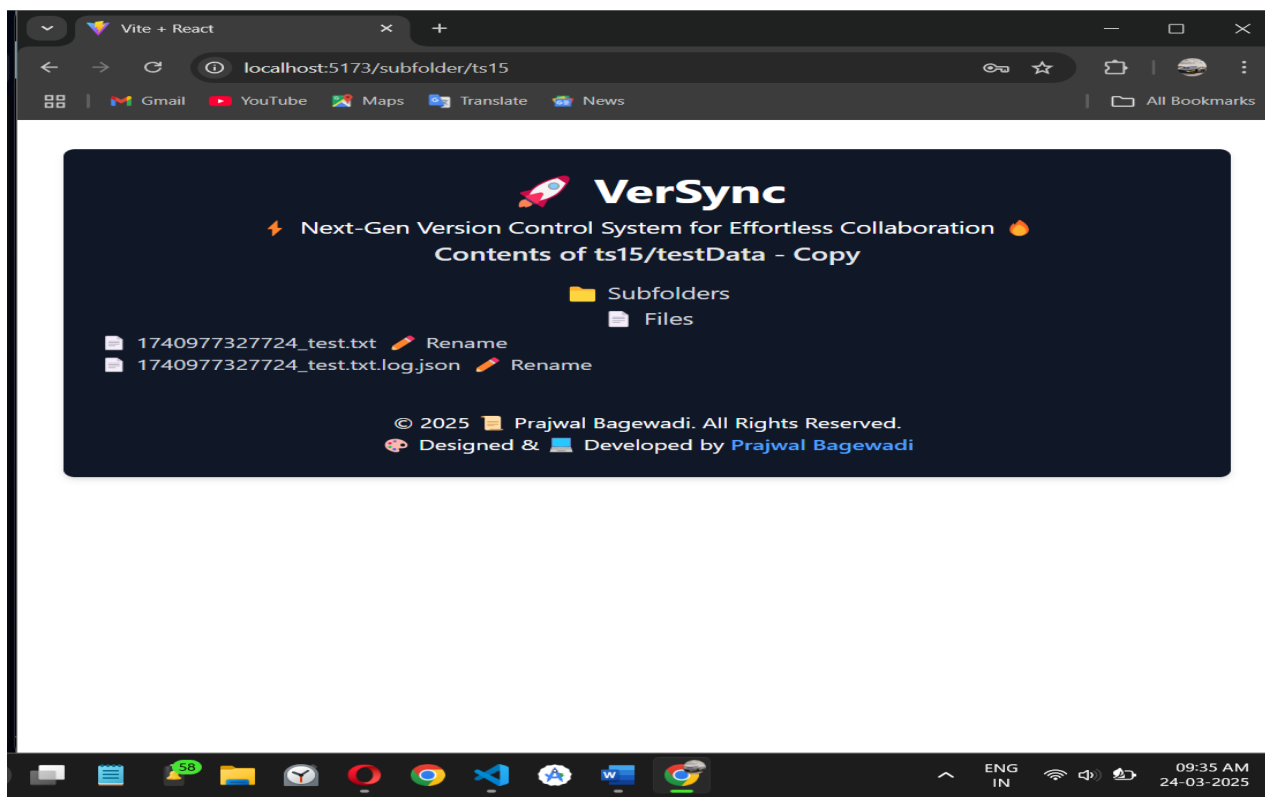 Vite + React
localhost:5173/subfolder/ts15
Gmail YouTube Maps Translate News All Bookmarks
🚀 VerSync
⚡ Next-Gen Version Control System for Effortless Collaboration 🔥
Contents of ts15/testData - Copy
📁 Subfolders
📄 Files
📄 1740977327724_test.txt ✏️ Rename
📄 1740977327724_test.txt.log.json ✏️ Rename
© 2025 📜 Prajwal Bagewadi. All Rights Reserved.
🎨 Designed & 💻 Developed by Prajwal Bagewadi
58
ENG
IN
09:35 AM
24-03-2025